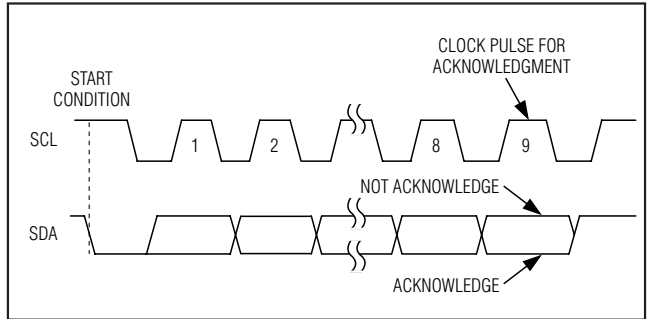 CLOCK PULSE FOR
ACKNOWLEDGMENT
START
CONDITION
SCL
1
2
8
9
NOT ACKNOWLEDGE
SDA
ACKNOWLEDGE